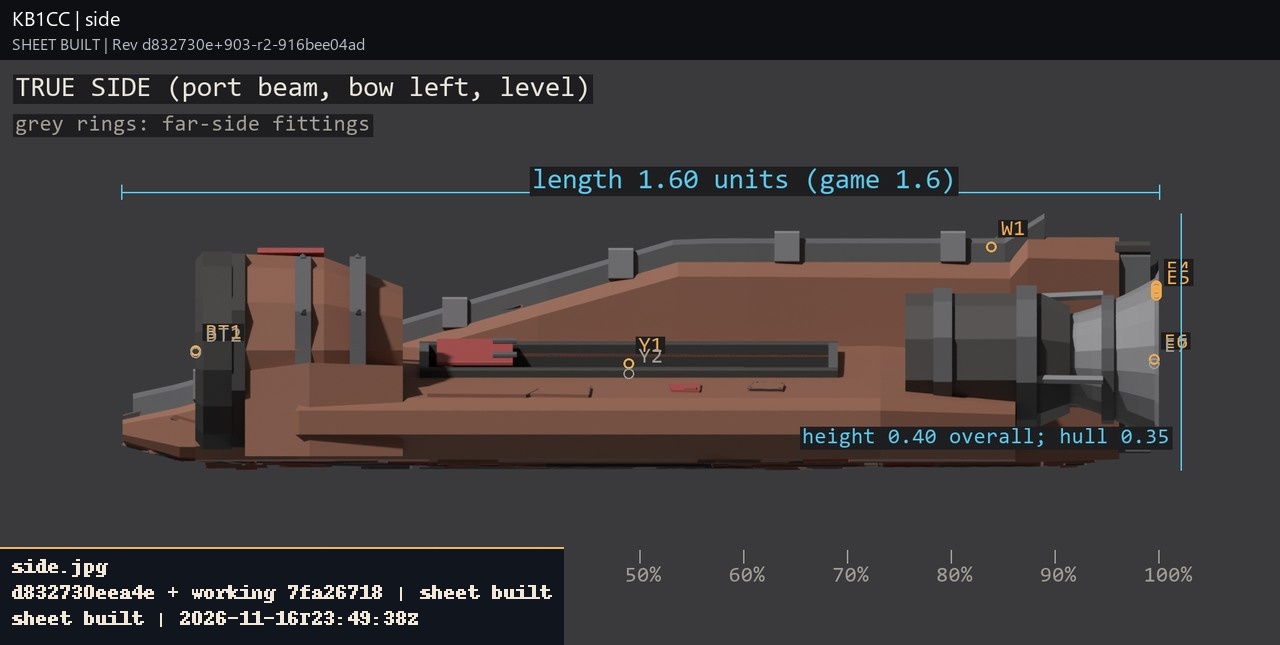 KB1CC | side
SHEET BUILT | Rev d832730e+903-r2-916bee04ad
TRUE SIDE (port beam, bow left, level)
grey rings: far-side fittings
length 1.60 units (game 1.6)
W1
E5
BT1
Y1
Y2
height 0.40 overall; hull 0.35
50% 60% 70% 80% 90% 100%
side.jpg
d832730eea4e + working 7fa26718 | sheet built
sheet built | 2026-11-16T23:49:38Z